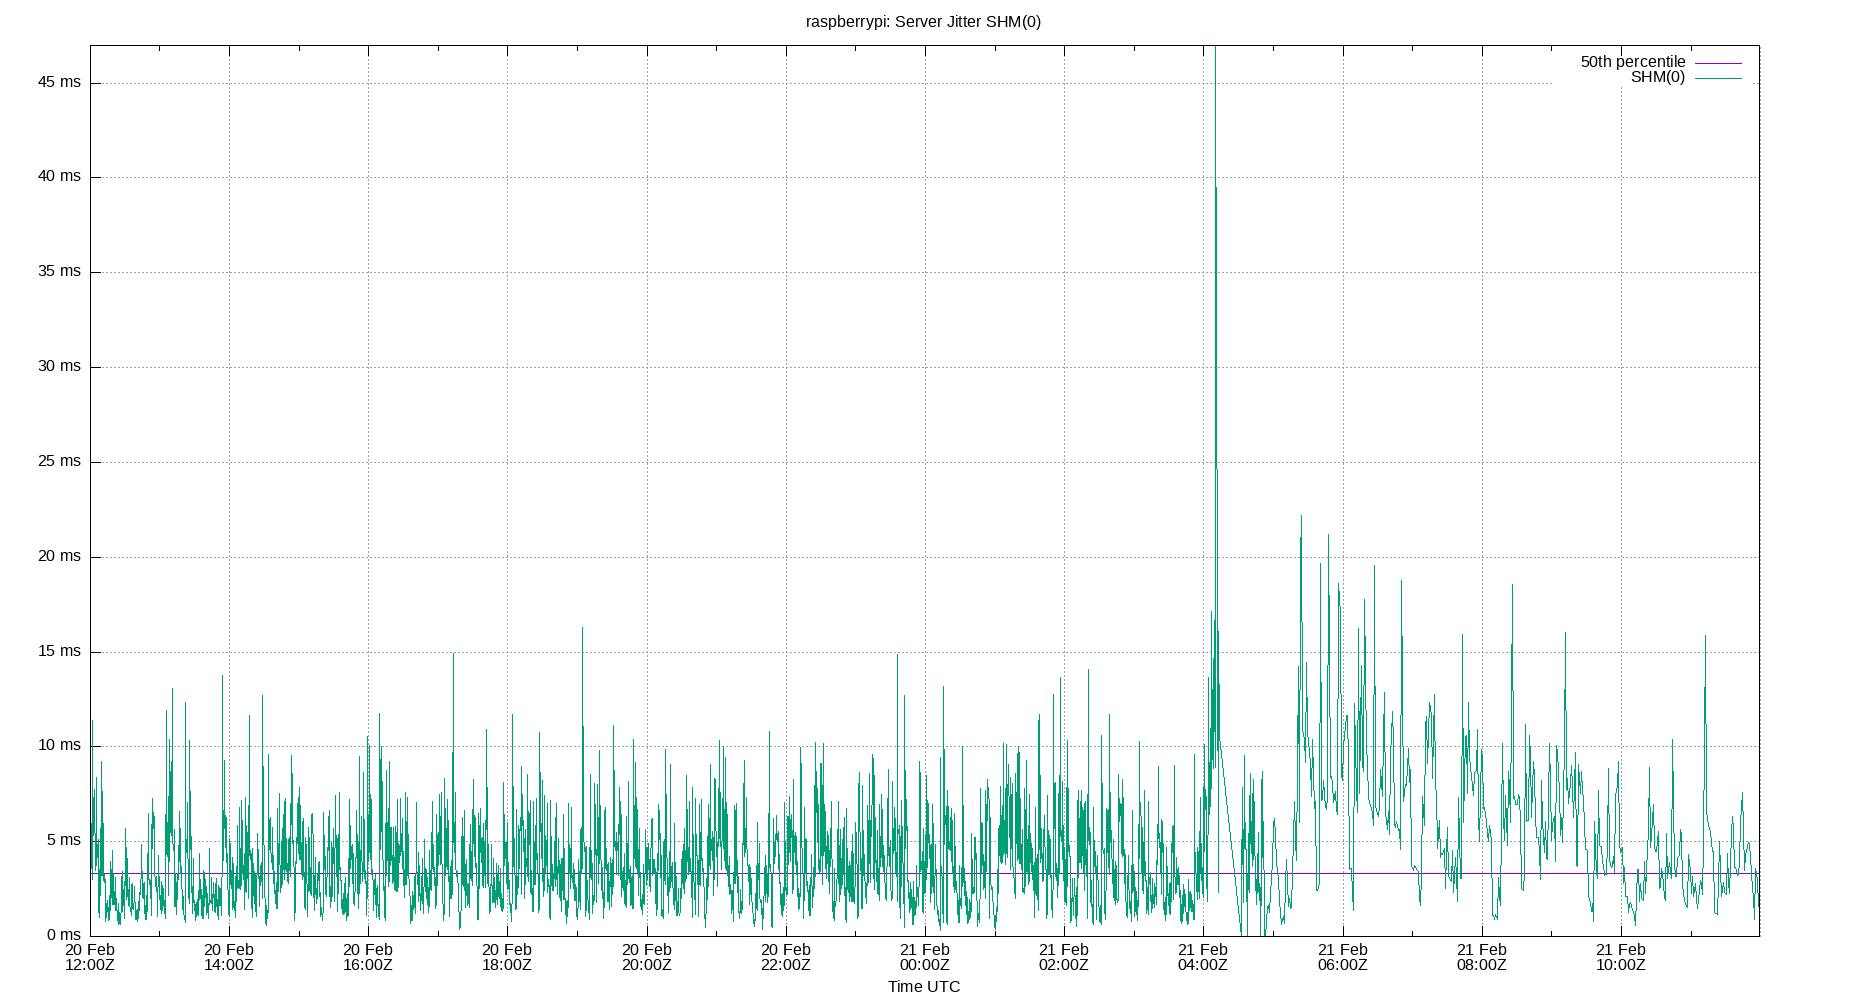 raspberrypi: Server Jitter SHM(0)
50th percentile
SHM(0)
45 ms
40 ms
35 ms
30 ms
25 ms
20 ms
15 ms
10 ms
5 ms
0 ms
20 Feb 20 Feb 20 Feb 20 Feb 20 Feb 20 Feb 21 Feb 21 Feb 21 Feb 21 Feb 21 Feb 21 Feb
12:00Z 14:00Z 16:00Z 18:00Z 20:00Z 22:00Z 00:00Z 02:00Z 04:00Z 06:00Z 08:00Z 10:00Z
Time UTC